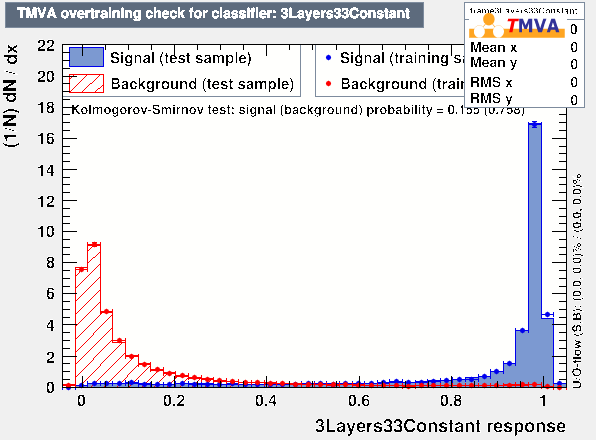 TMVA overtraining check for classifier: 3Layers33Constant
frame3Layers33Constant
TMVA
0
Mean x 0
Mean y 0
RMS x 0
RMS y 0
Signal (test sample)
Background (test sample)
Signal (training sa
Background (train
Kolmogorov-Smirnov test: signal (background) probability = 0.155 (0.758)
(1/N) dN / dx
22
20
18
16
14
12
10
8
6
4
2
0
0 0.2 0.4 0.6 0.8 1
3Layers33Constant response
U/O-flow (S,B): (0.0, 0.0)% / (0.0, 0.0)%